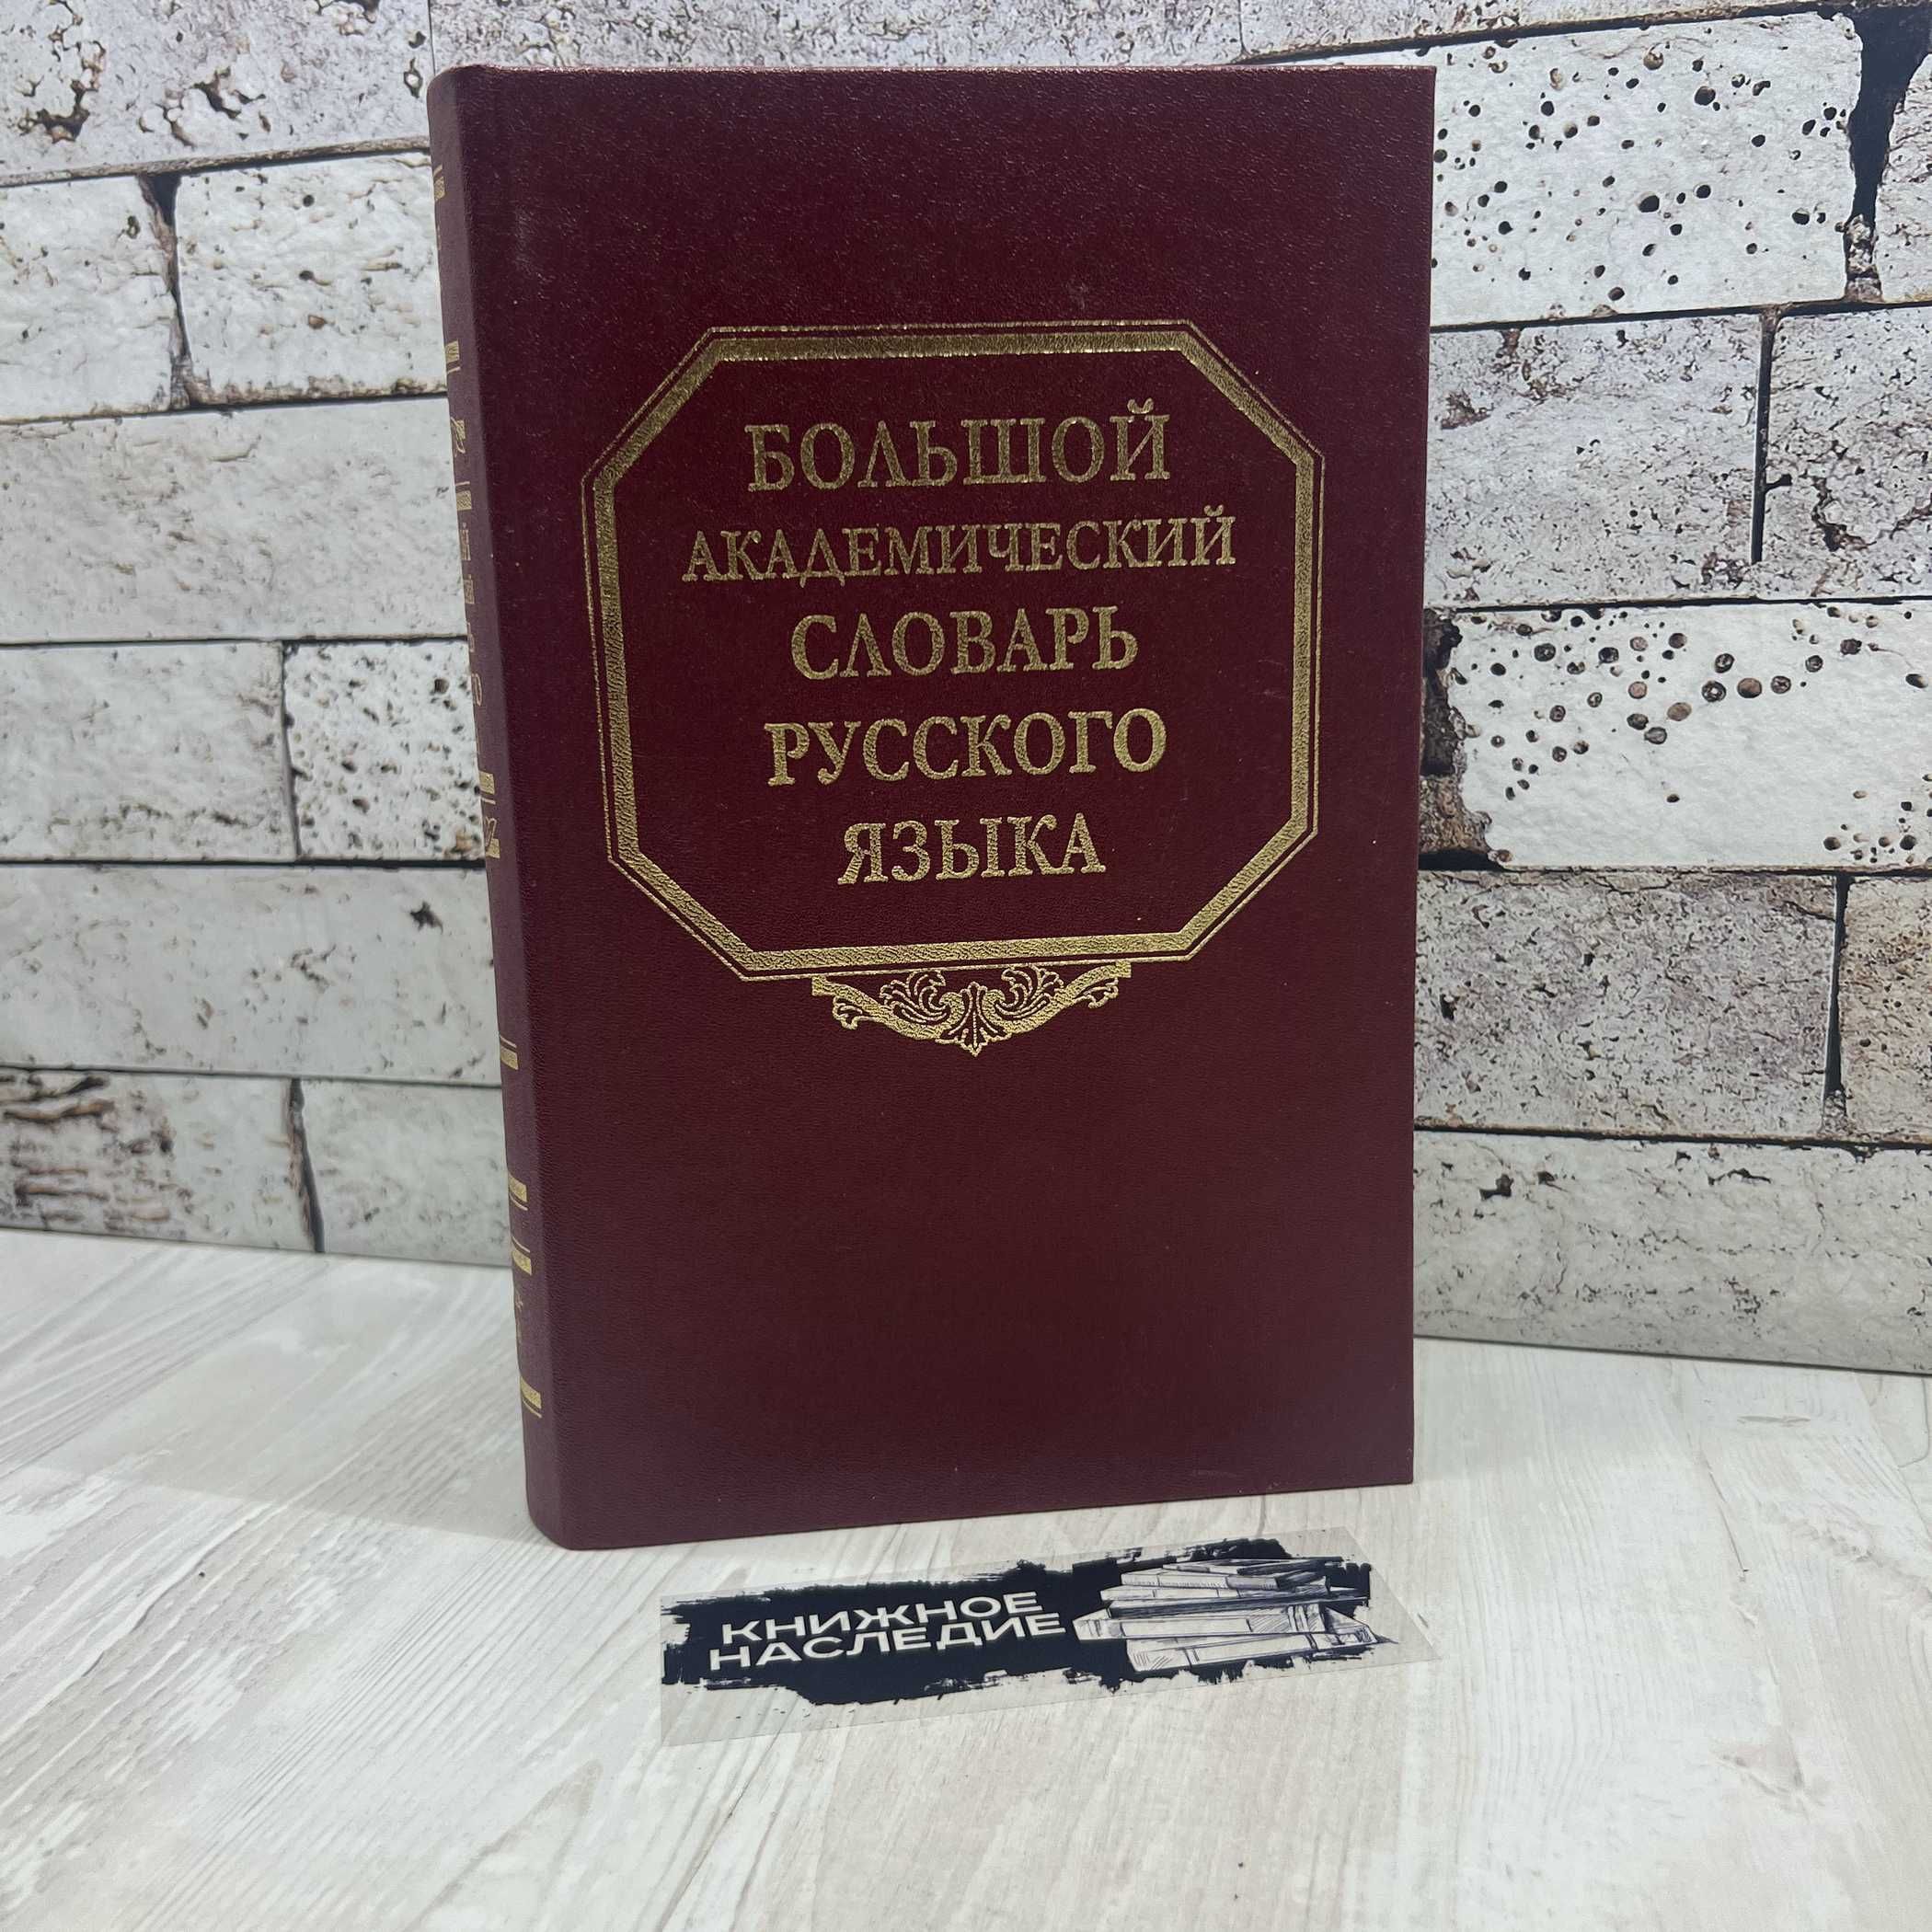 БОЛЬШОЙ
АКАДЕМИЧЕСКИЙ
СЛОВАРЬ
РУССКОГО
ЯЗЫКА
КНИЖНОЕ
НАСЛЕДИЕ